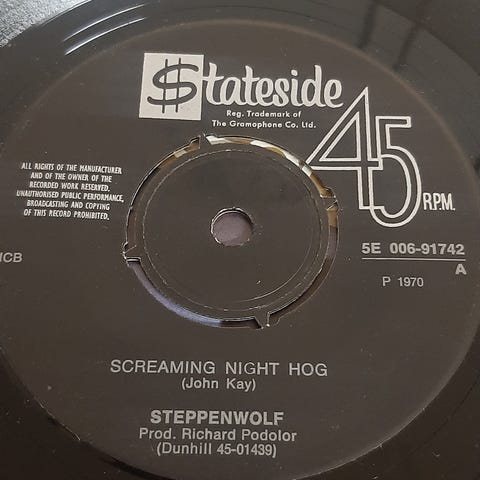 $tateside
Reg. Trademark of
The Gramophone Co. Ltd.
45 R.P.M.
ALL RIGHTS OF THE MANUFACTURER
AND OF THE OWNER OF THE
RECORDED WORK RESERVED.
UNAUTHORISED PUBLIC PERFORMANCE,
BROADCASTING AND COPYING
OF THIS RECORD PROHIBITED.
5E 006-91742
A
P 1970
NCB
SCREAMING NIGHT HOG
(John Kay)
STEPPENWOLF
Prod. Richard Podolor
(Dunhill 45-01439)